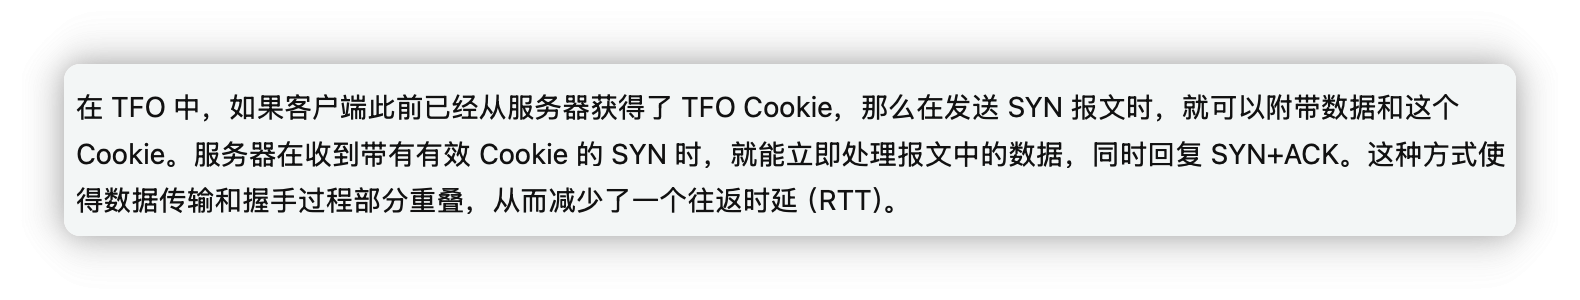 在 TFO 中，如果客户端此前已经从服务器获得了 TFO Cookie，那么在发送 SYN 报文时，就可以附带数据和这个
Cookie。服务器在收到带有有效 Cookie 的 SYN 时，就能立即处理报文中的数据，同时回复 SYN+ACK。这种方式使
得数据传输和握手过程部分重叠，从而减少了一个往返时延 (RTT)。